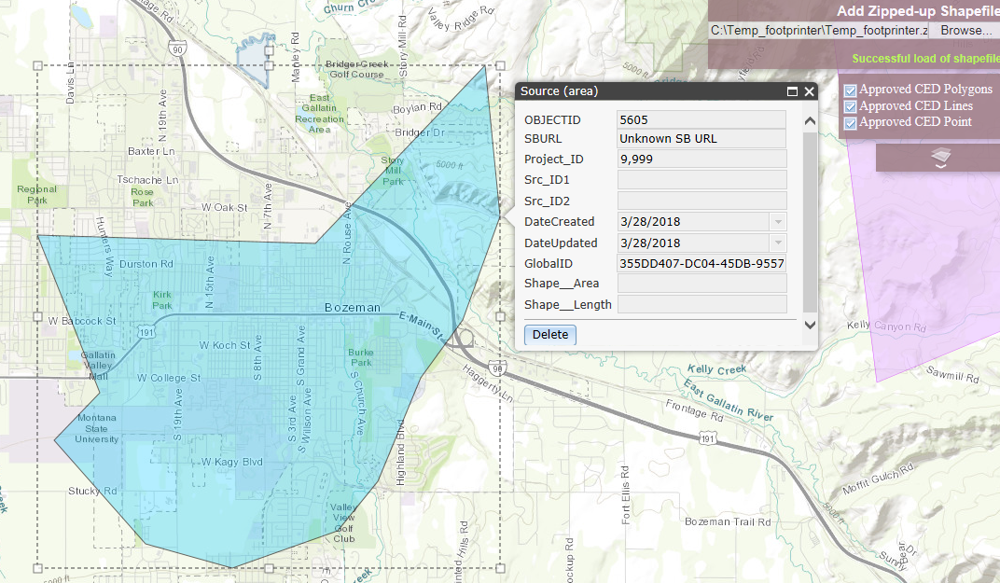 Add Zipped-up Shapefile
C:\Temp_footprinter\Temp_footprinter.z
Browse...
Successful load of shapefile
Approved CED Polygons
Approved CED Lines
Approved CED Point
Source (area)
OBJECTID 5605
SBURL Unknown SB URL
Project_ID 9,999
Src_ID1
Src_ID2
DateCreated 3/28/2018
DateUpdated 3/28/2018
GlobalID 355DD407-DC04-45DB-9557
Shape__Area
Shape__Length
Delete
Valley Ridge Rd
90
Davis Ln
N 19th Ave
Manley Rd
Story Mill Rd
Bridger Creek
Golf Course
5000 ft
East
Gallatin
Recreation
Area
Boylan Rd
Bridger Dr
Baxter Ln
Story
Mill
Park
5000 ft
Tschache Ln
Regional
Park
Rose
Park
W Oak St
N 7th Ave
N Rouse Ave
Hunters Way
Durston Rd
N 15th Ave
Kirk
Park
Bozeman
W Babcock St
191
E Main St
W Koch St
S 8th Ave
S Grand Ave
Burke
Park
Gallatin
Valley
Mall
W College St
S 19th Ave
S 3rd Ave
S Willson Ave
S Church Ave
Haggerty Ln
90
Montana
State
University
W Kagy Blvd
Highland Blvd
Stucky Rd
Valley
View
Golf
Club
Kelly Canyon Rd
Kelly Creek
East Gallatin River
Sawmill Rd
Frontage Rd
191
Fort Ellis Rd
Moffit Gulch Rd
5000 ft
Bozeman Trail Rd
Bear
Sunny